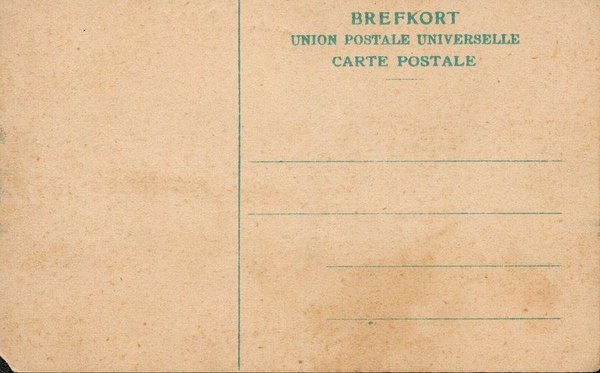 BREFKORT
UNION POSTALE UNIVERSELLE
CARTE POSTALE